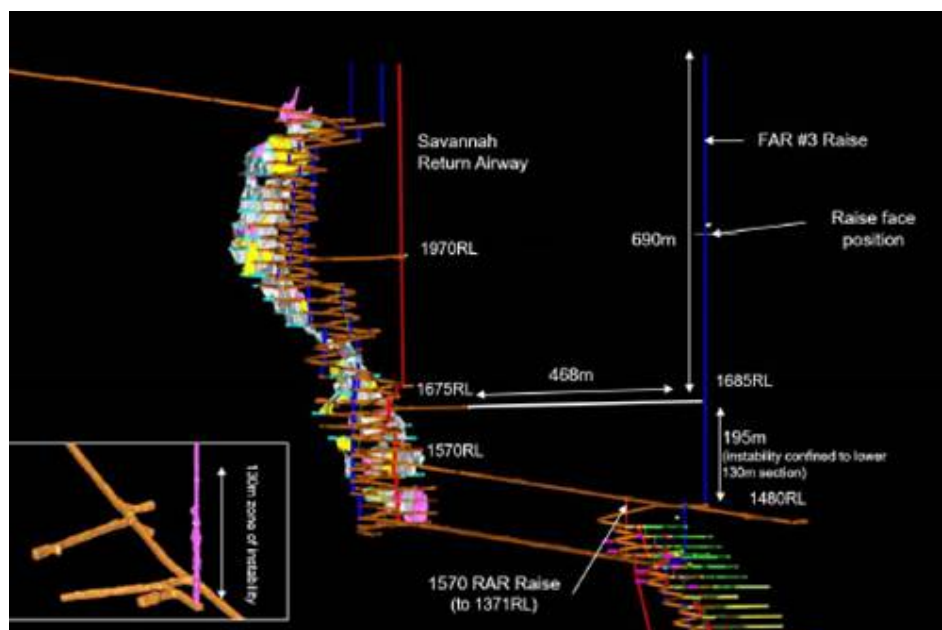 Savannah
Return Airway
FAR #3 Raise
Raise face
position
690m
1970RL
468m
1675RL
1685RL
195m
(instability confined to lower
130m section)
1570RL
1480RL
1570 RAR Raise
(to 1371RL)
130m zone of instability